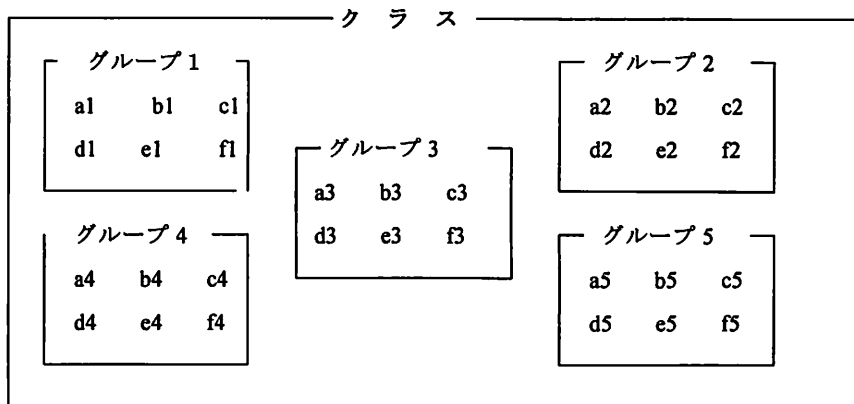 クラス
グループ1
a1 b1 c1
d1 e1 f1
グループ2
a2 b2 c2
d2 e2 f2
グループ3
a3 b3 c3
d3 e3 f3
グループ4
a4 b4 c4
d4 e4 f4
グループ5
a5 b5 c5
d5 e5 f5